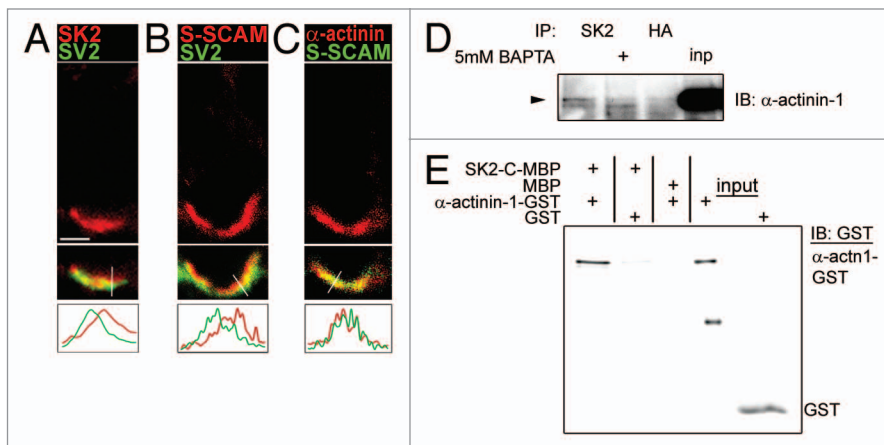 A
SK2
SV2
B
S-SCAM
SV2
C
α-actinin
S-SCAM
D
IP: SK2 HA
5mM BAPTA + inp
IB: α-actinin-1
E
SK2-C-MBP + +
MBP + input
α-actinin-1-GST + + +
GST + +
IB: GST
α-actn1-
GST
GST